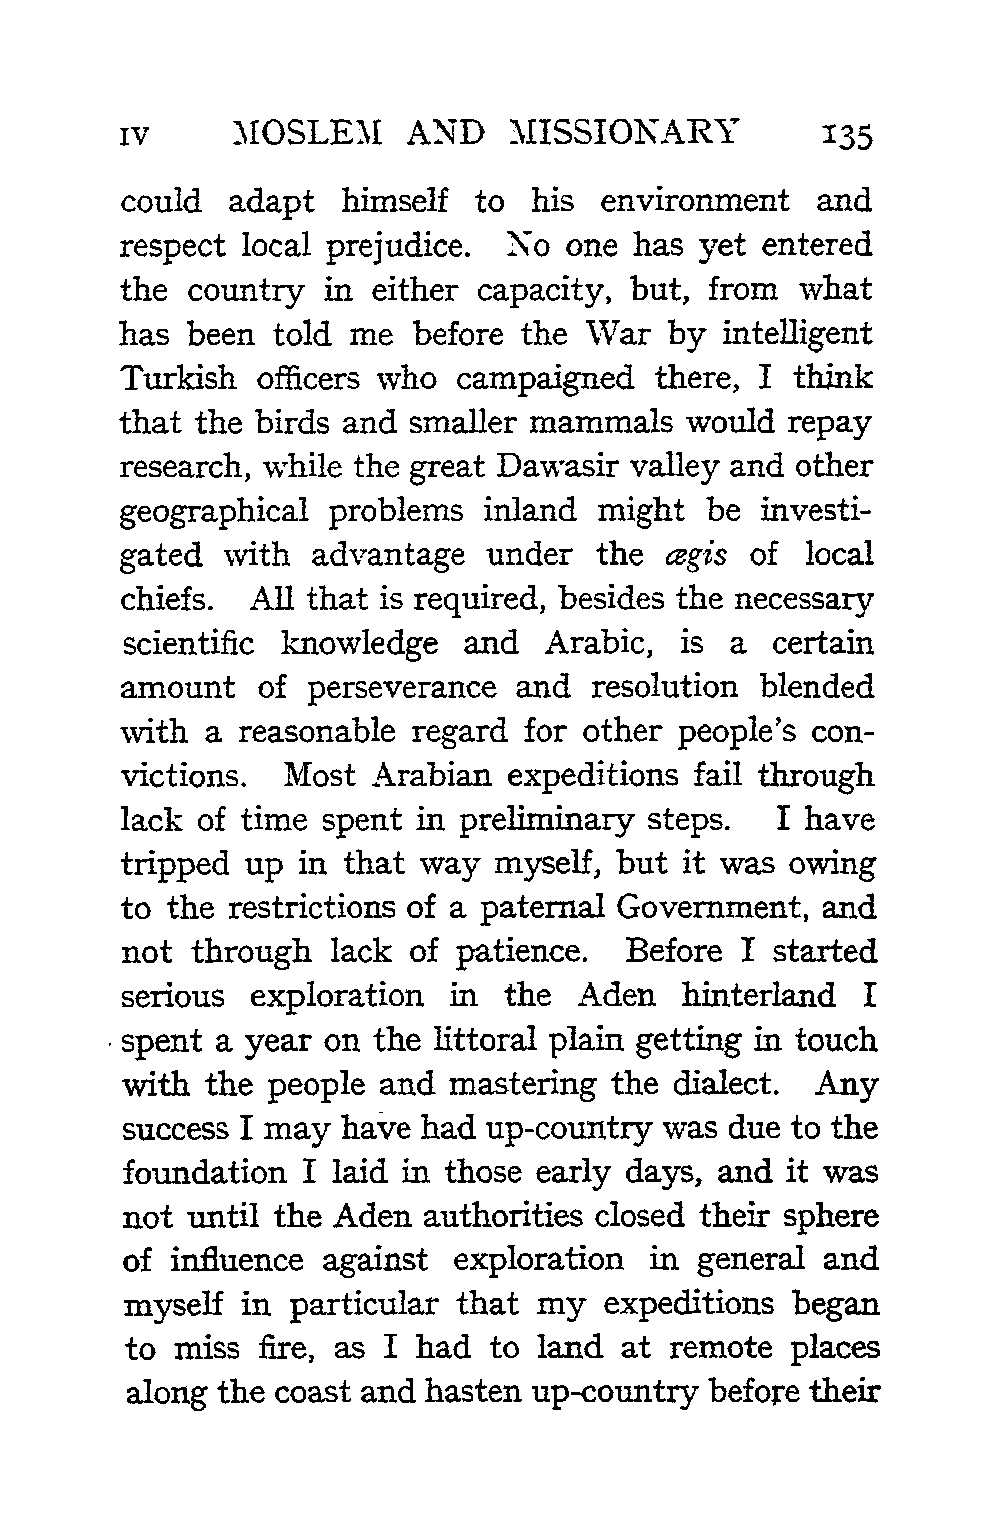 IV MOSLEM AND MISSIONARY 135
could adapt himself to his environment and
respect local prejudice. No one has yet entered
the country in either capacity, but, from what
has been told me before the War by intelligent
Turkish officers who campaigned there, I think
that the birds and smaller mammals would repay
research, while the great Dawasir valley and other
geographical problems inland might be investi-
gated with advantage under the ægis of local
chiefs. All that is required, besides the necessary
scientific knowledge and Arabic, is a certain
amount of perseverance and resolution blended
with a reasonable regard for other people's con-
victions. Most Arabian expeditions fail through
lack of time spent in preliminary steps. I have
tripped up in that way myself, but it was owing
to the restrictions of a paternal Government, and
not through lack of patience. Before I started
serious exploration in the Aden hinterland I
spent a year on the littoral plain getting in touch
with the people and mastering the dialect. Any
success I may have had up-country was due to the
foundation I laid in those early days, and it was
not until the Aden authorities closed their sphere
of influence against exploration in general and
myself in particular that my expeditions began
to miss fire, as I had to land at remote places
along the coast and hasten up-country before their